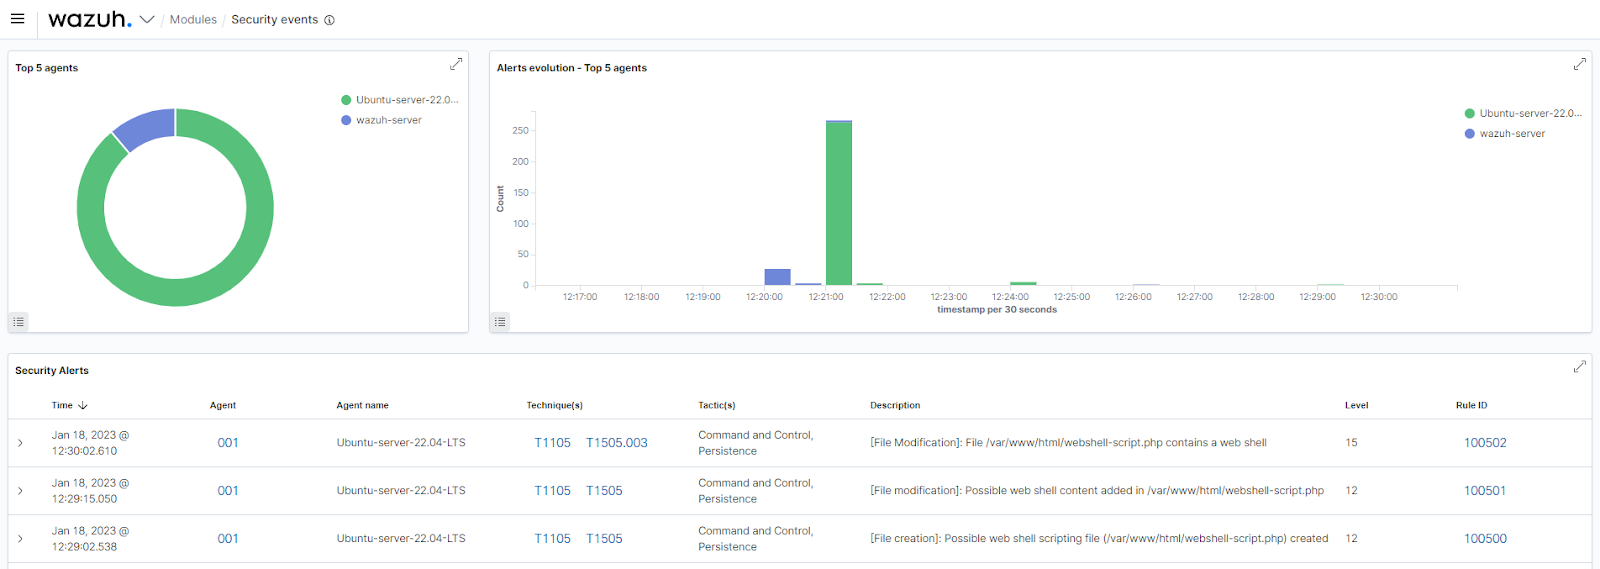 wazuh. / Modules / Security events
Top 5 agents
Ubuntu-server-22.0...
wazuh-server
Alerts evolution - Top 5 agents
Count
250
200
150
100
50
0
12:17:00 12:18:00 12:19:00 12:20:00 12:21:00 12:22:00 12:23:00 12:24:00 12:25:00 12:26:00 12:27:00 12:28:00 12:29:00 12:30:00
timestamp per 30 seconds
Ubuntu-server-22.0...
wazuh-server
Security Alerts
Time Agent Agent name Technique(s) Tactic(s) Description Level Rule ID
Jan 18, 2023 @
12:30:02.610
001
Ubuntu-server-22.04-LTS
T1105 T1505.003
Command and Control,
Persistence
[File Modification]: File /var/www/html/webshell-script.php contains a web shell
15
100502
Jan 18, 2023 @
12:29:15.050
001
Ubuntu-server-22.04-LTS
T1105 T1505
Command and Control,
Persistence
[File modification]: Possible web shell content added in /var/www/html/webshell-script.php
12
100501
Jan 18, 2023 @
12:29:02.538
001
Ubuntu-server-22.04-LTS
T1105 T1505
Command and Control,
Persistence
[File creation]: Possible web shell scripting file (/var/www/html/webshell-script.php) created
12
100500